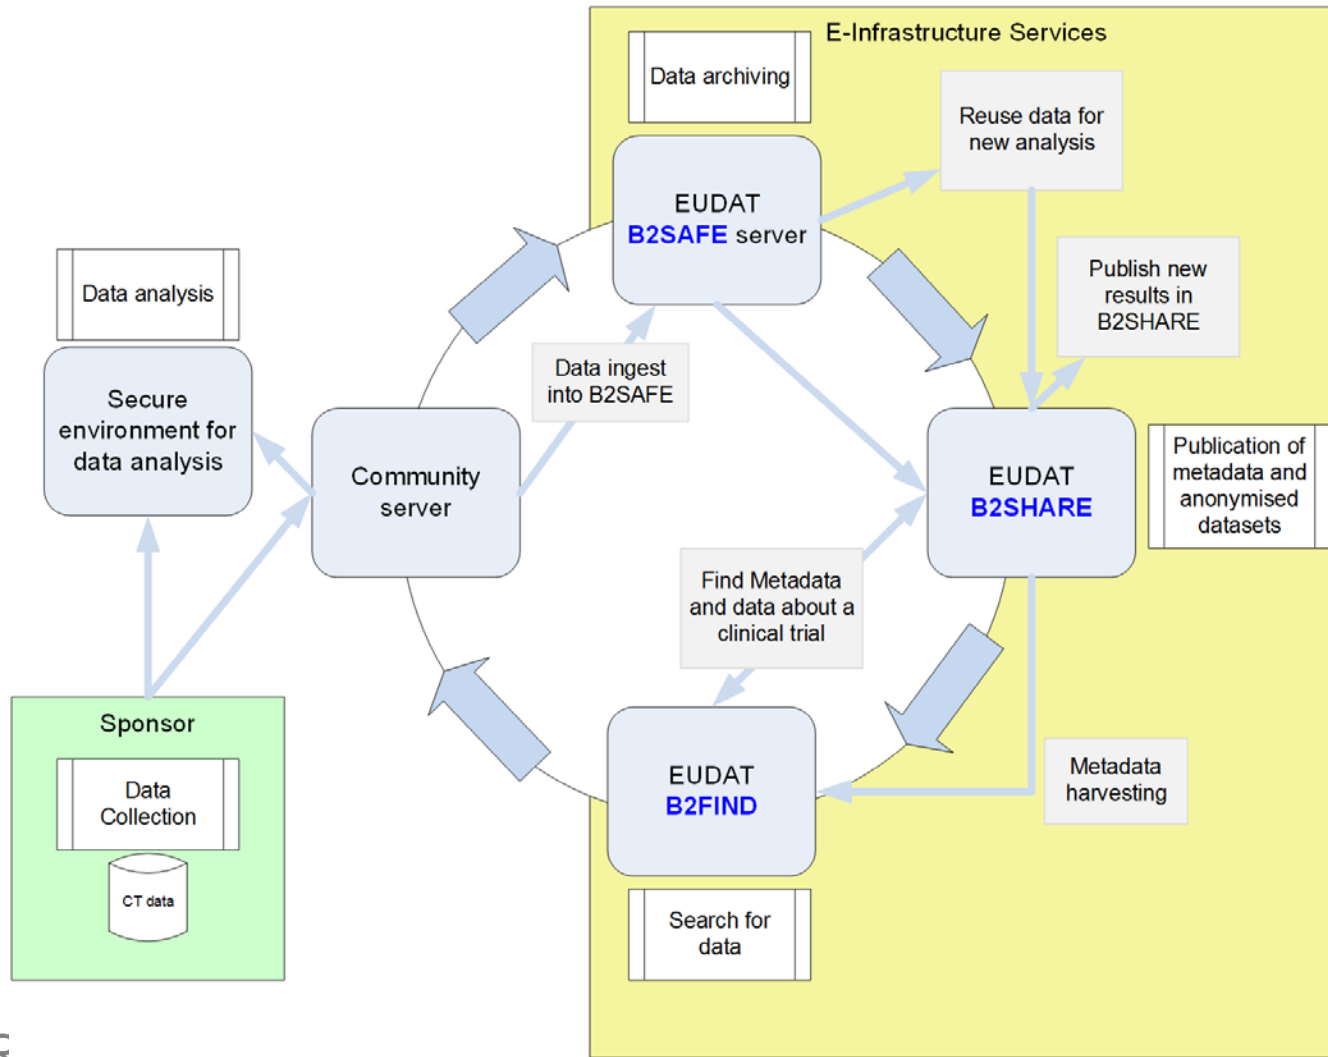 E-Infrastructure Services
Data archiving
Reuse data for
new analysis
EUDAT
B2SAFE server
Publish new
results in
B2SHARE
Data analysis
Data ingest
into B2SAFE
Secure
environment for
data analysis
Community
server
EUDAT
B2SHARE
Publication of
metadata and
anonymised
datasets
Find Metadata
and data about a
clinical trial
Sponsor
Data
Collection
CT data
EUDAT
B2FIND
Metadata
harvesting
Search for
data